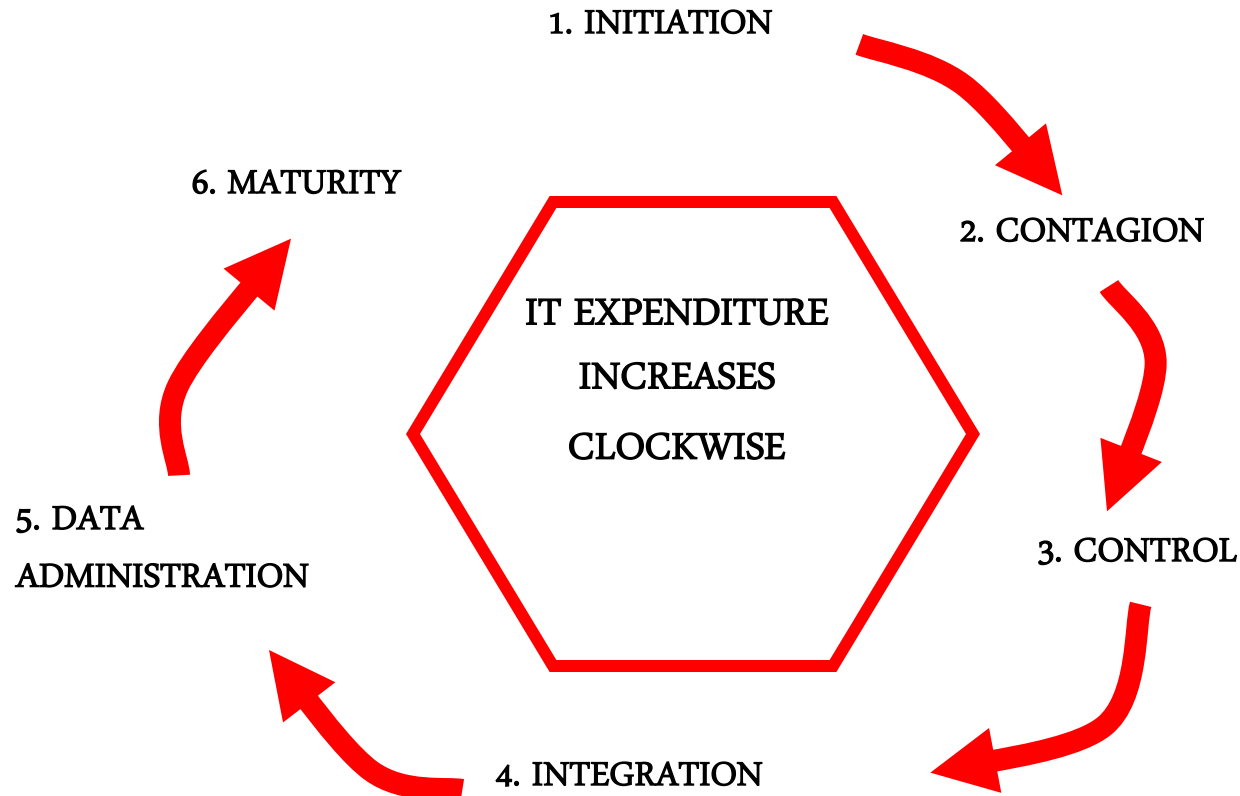 1. INITIATION
2. CONTAGION
3. CONTROL
4. INTEGRATION
5. DATA
ADMINISTRATION
6. MATURITY
IT EXPENDITURE
INCREASES
CLOCKWISE